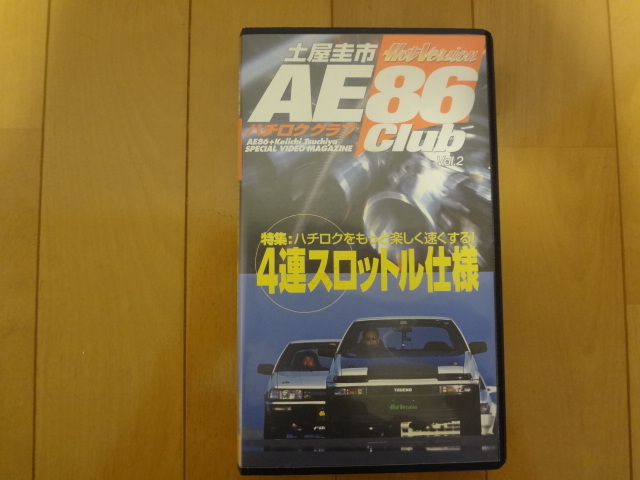 土屋圭市 Hot-Version
AE86
ハチロククラブ Club
AE86+Keiichi Tsuchiya
SPECIAL VIDEO MAGAZINE
Vol.2
特集:ハチロクをもっと楽しく速くする!
4連スロットル仕様
Hot Version